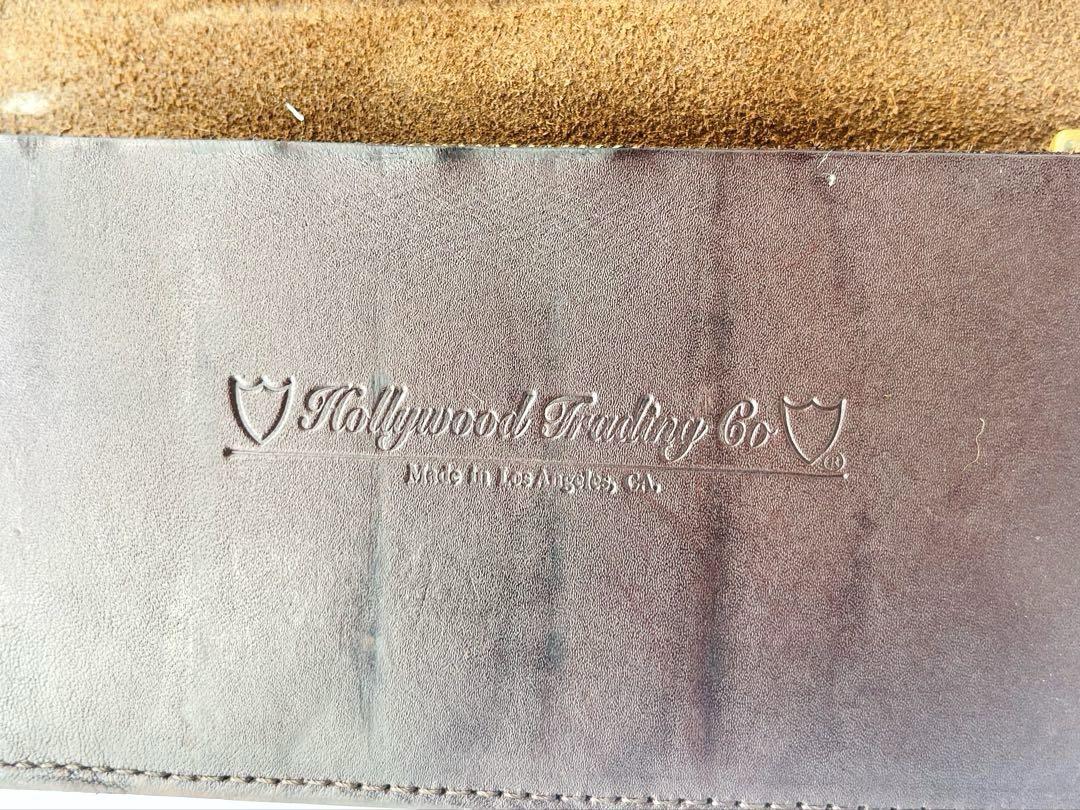 Hollywood Trading Co
®
Made in Los Angeles, CA.